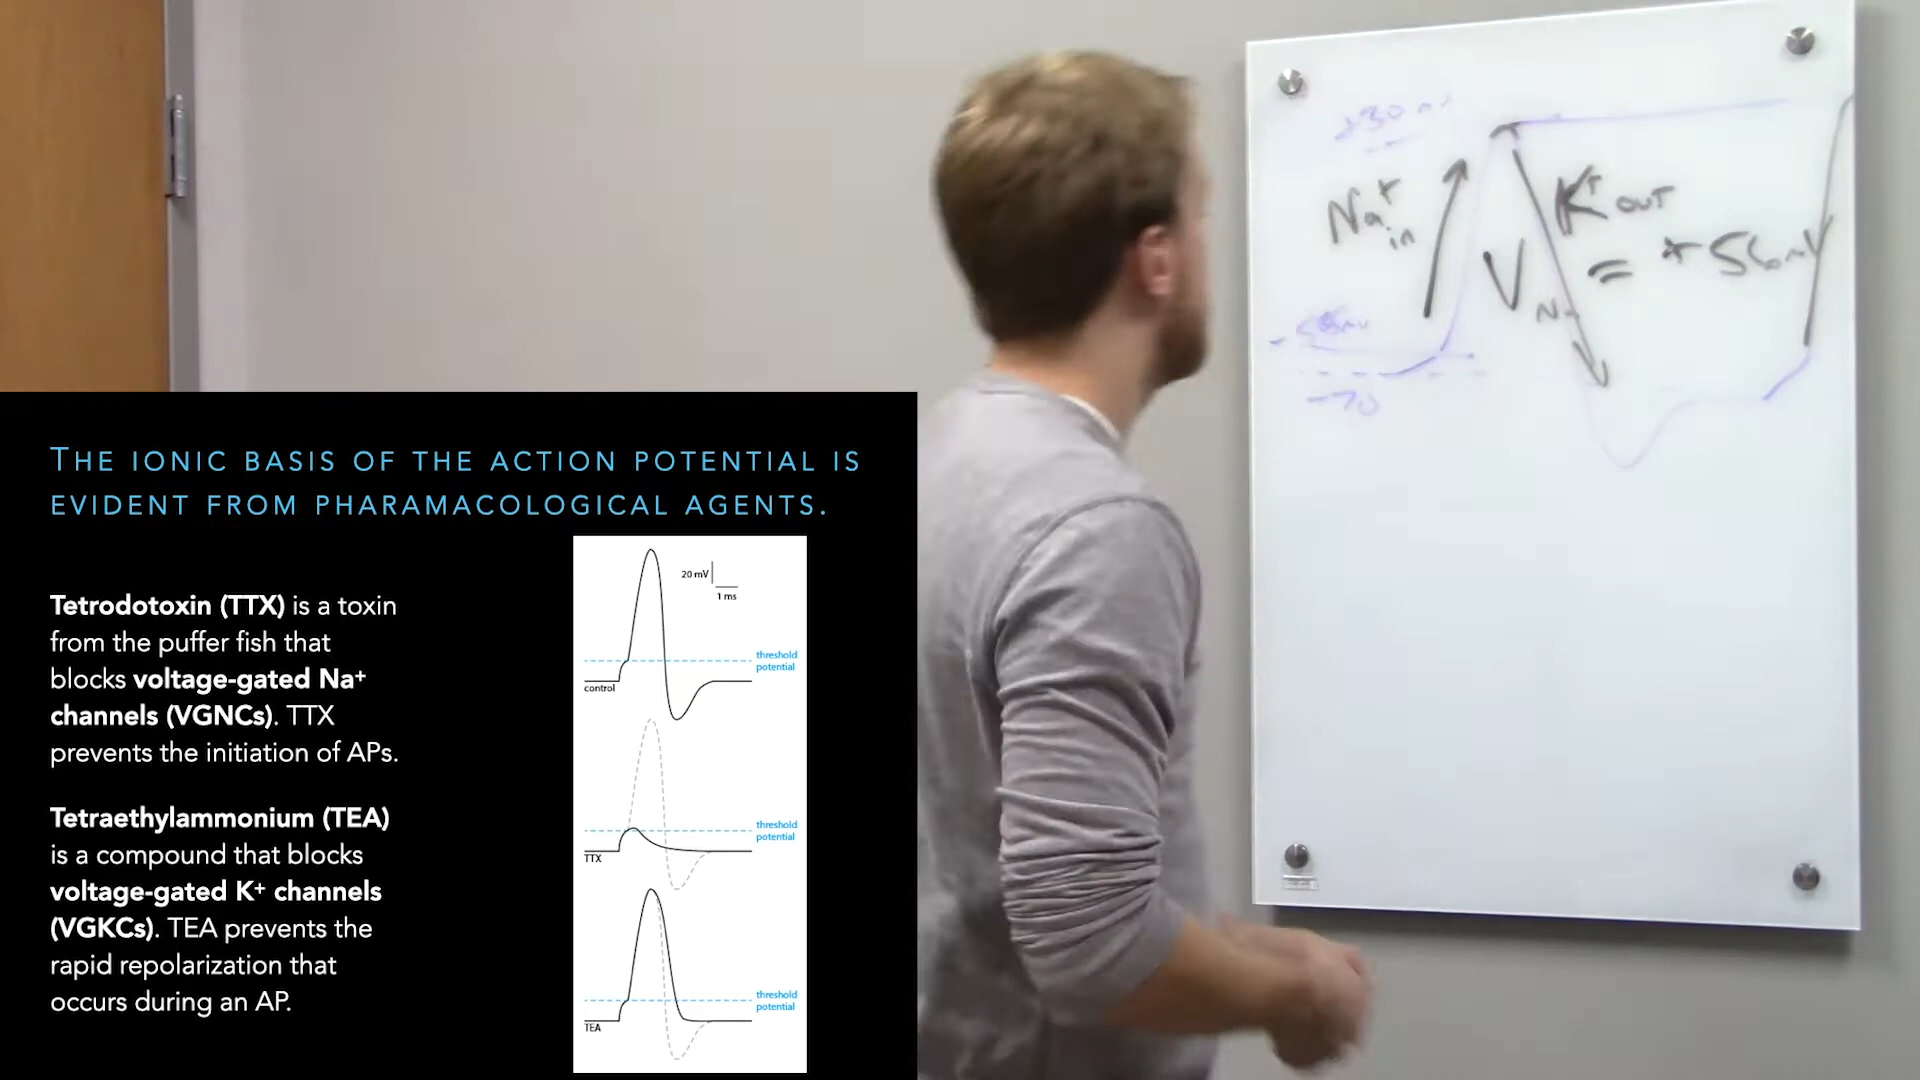 THE IONIC BASIS OF THE ACTION POTENTIAL IS
EVIDENT FROM PHARAMACOLOGICAL AGENTS.
Tetrodotoxin (TTX) is a toxin
from the puffer fish that
blocks voltage-gated Na⁺
channels (VGNCs). TTX
prevents the initiation of APs.
Tetraethylammonium (TEA)
is a compound that blocks
voltage-gated K⁺ channels
(VGKCs). TEA prevents the
rapid repolarization that
occurs during an AP.
20 mV
1 ms
threshold
potential
control
threshold
potential
TTX
threshold
potential
TEA
+30 mV
Na⁺
in
K⁺ OUT
V = +56mV
-70